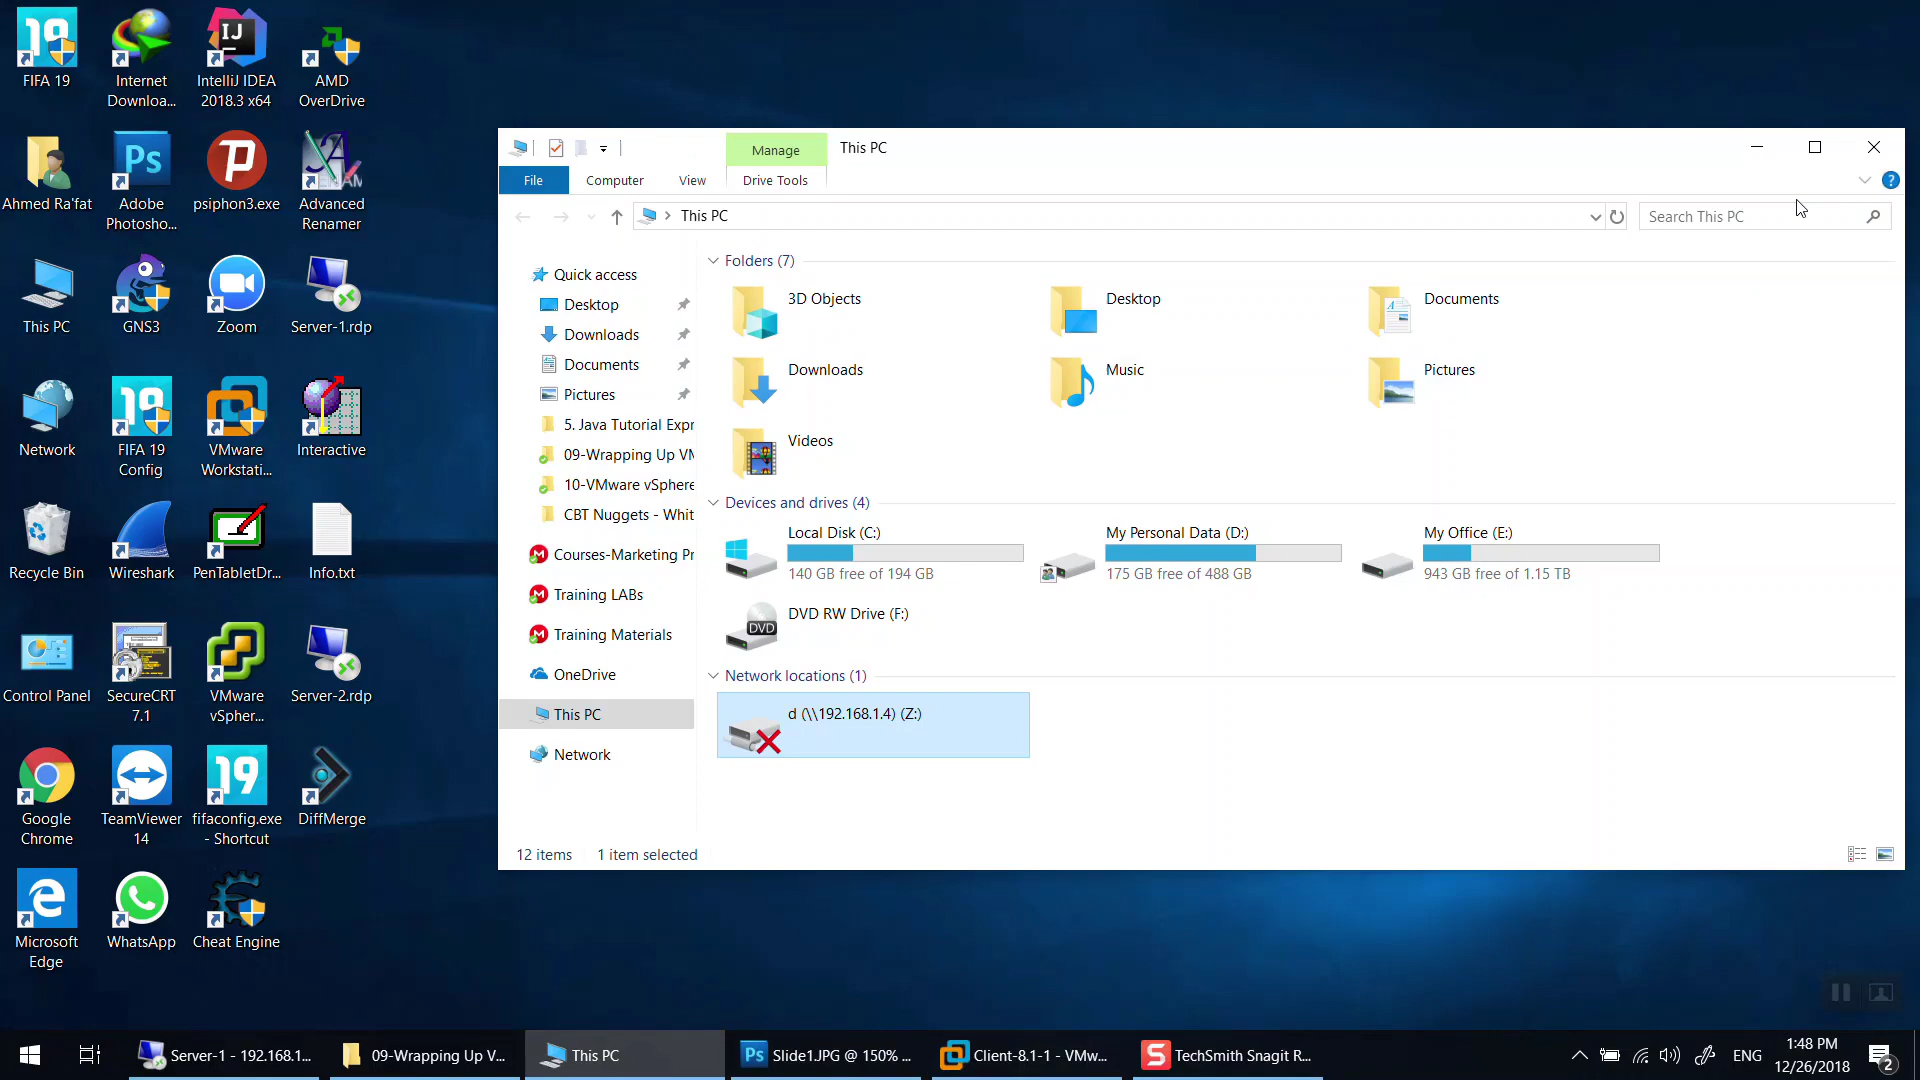 FIFA 19
Internet
Downloa...
IntelliJ IDEA
2018.3 x64
AMD
OverDrive
Ahmed Ra'fat
Adobe
Photosho...
psiphon3.exe
Advanced
Renamer
This PC
GNS3
Zoom
Server-1.rdp
Network
FIFA 19
Config
VMware
Workstati...
Interactive
Recycle Bin
Wireshark
PenTabletDr...
Info.txt
Control Panel
SecureCRT
7.1
VMware
vSpher...
Server-2.rdp
Google
Chrome
TeamViewer
14
fifaconfig.exe
- Shortcut
DiffMerge
Microsoft
Edge
WhatsApp
Cheat Engine
Manage
This PC
File
Computer
View
Drive Tools
This PC
Search This PC
Quick access
Desktop
Downloads
Documents
Pictures
5. Java Tutorial Expr
09-Wrapping Up VM
10-VMware vSphere
CBT Nuggets - Whit
Courses-Marketing Pr
Training LABs
Training Materials
OneDrive
This PC
Network
Folders (7)
3D Objects
Desktop
Documents
Downloads
Music
Pictures
Videos
Devices and drives (4)
Local Disk (C:)
140 GB free of 194 GB
My Personal Data (D:)
175 GB free of 488 GB
My Office (E:)
943 GB free of 1.15 TB
DVD RW Drive (F:)
DVD
Network locations (1)
d (\\192.168.1.4) (Z:)
12 items
1 item selected
Server-1 - 192.168.1...
09-Wrapping Up V...
This PC
Slide1.JPG @ 150% ...
Client-8.1-1 - VMw...
TechSmith Snagit R...
ENG
1:48 PM
12/26/2018
2